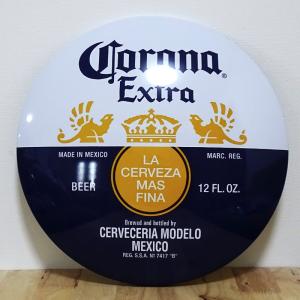 Corona®
Extra
MADE IN MEXICO MARC. REG.
LA
CERVEZA
MAS
FINA
BEER 12 FL. OZ.
Brewed and bottled by
CERVECERIA MODELO
MEXICO
REG. S.S.A. Nº 7417 "B"